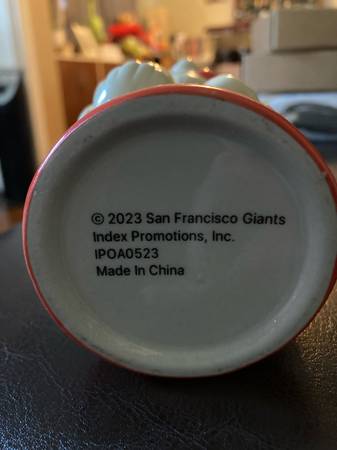 © 2023 San Francisco Giants
Index Promotions, Inc.
IPOA0523
Made In China